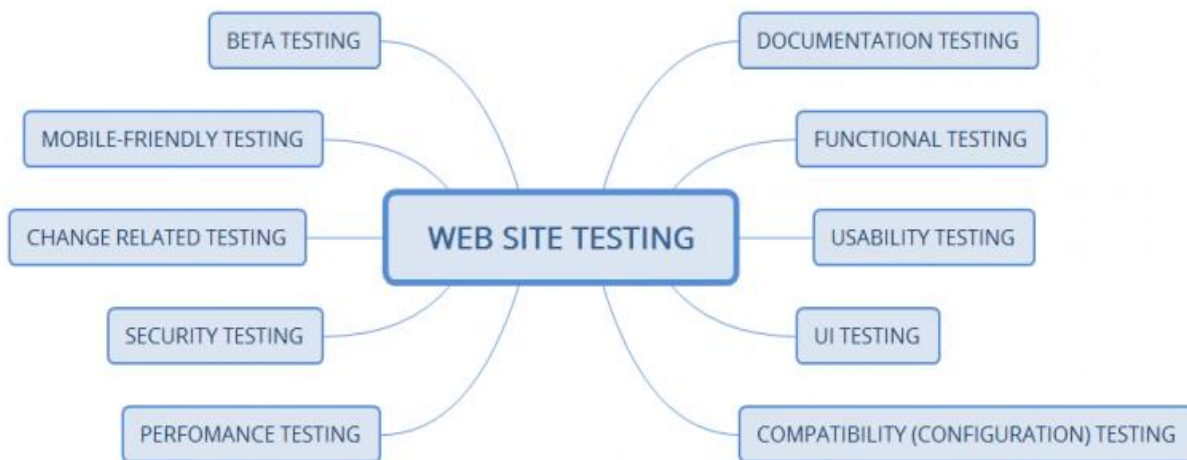 BETA TESTING
DOCUMENTATION TESTING
MOBILE-FRIENDLY TESTING
FUNCTIONAL TESTING
CHANGE RELATED TESTING
WEB SITE TESTING
USABILITY TESTING
SECURITY TESTING
UI TESTING
PERFOMANCE TESTING
COMPATIBILITY (CONFIGURATION) TESTING